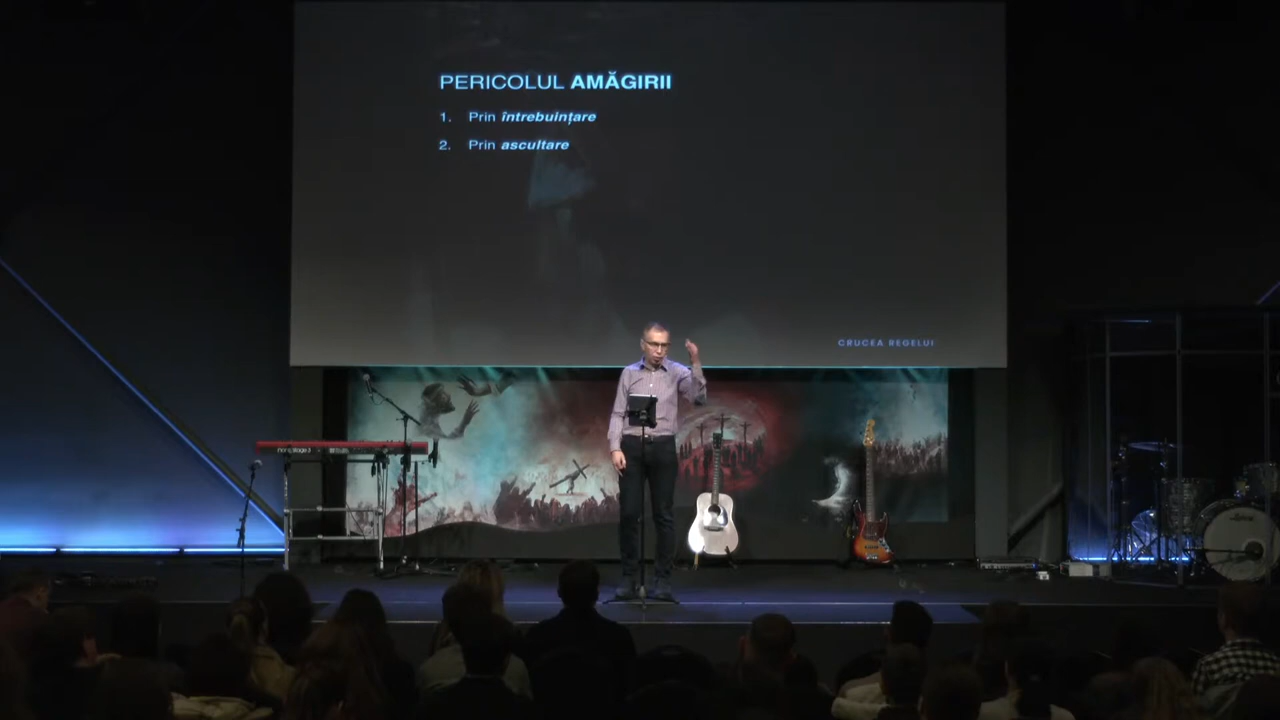 PERICOLUL AMĂGIRII
1. Prin întrebuințare
2. Prin ascultare
CRUCEA REGELUI